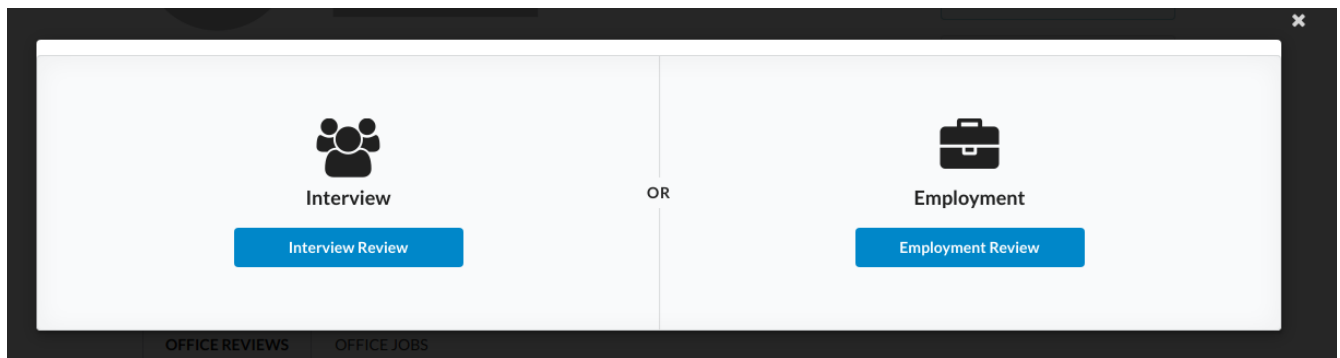 Interview
OR
Employment
Interview Review
Employment Review
OFFICE REVIEWS
OFFICE JOBS